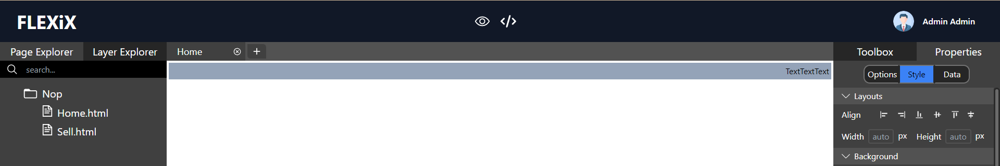 FLEXiX
</> Admin Admin
Page Explorer Layer Explorer Home + Toolbox Properties
search... TextTextText
Options Style Data
Nop
Layouts
Home.html
Align
Sell.html
Width auto px Height auto px
Background